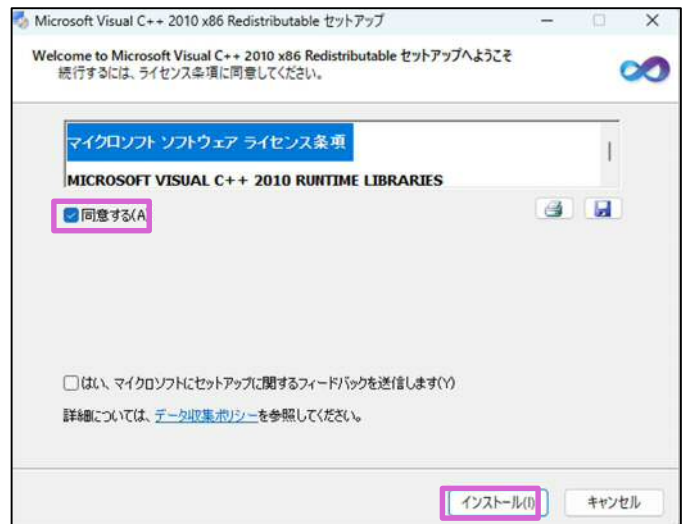 Microsoft Visual C++ 2010 x86 Redistributable セットアップ
Welcome to Microsoft Visual C++ 2010 x86 Redistributable セットアップへようこそ
続行するには、ライセンス条項に同意してください。
マイクロソフト ソフトウェア ライセンス条項
MICROSOFT VISUAL C++ 2010 RUNTIME LIBRARIES
同意する(A
はい、マイクロソフトにセットアップに関するフィードバックを送信します(Y)
詳細については、データ収集ポリシーを参照してください。
インストール(I)
キャンセル